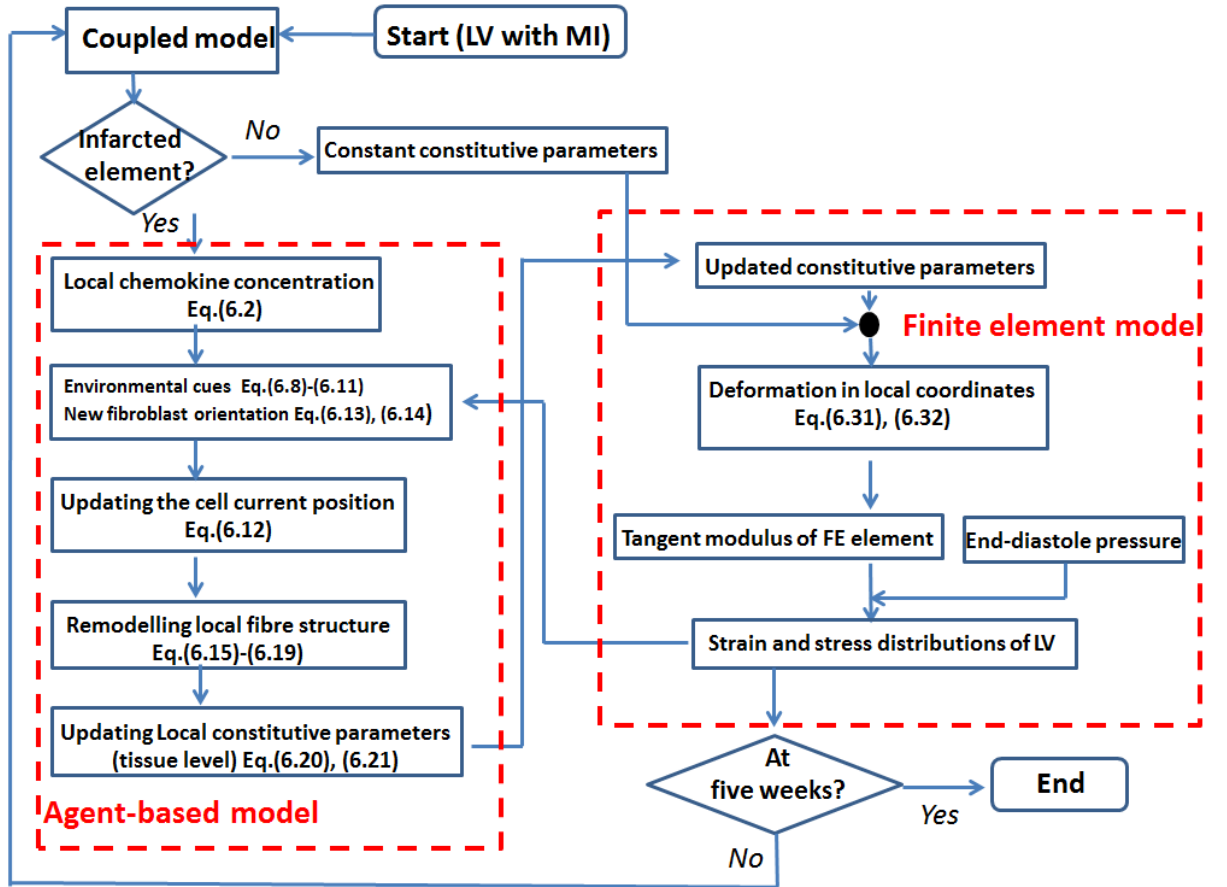 Coupled model
Start (LV with MI)
Infarcted
element?
No
Constant constitutive parameters
Yes
Local chemokine concentration
Eq.(6.2)
Environmental cues Eq.(6.8)-(6.11)
New fibroblast orientation Eq.(6.13), (6.14)
Updating the cell current position
Eq.(6.12)
Remodelling local fibre structure
Eq.(6.15)-(6.19)
Updating Local constitutive parameters
(tissue level) Eq.(6.20), (6.21)
Agent-based model
Updated constitutive parameters
Finite element model
Deformation in local coordinates
Eq.(6.31), (6.32)
Tangent modulus of FE element
End-diastole pressure
Strain and stress distributions of LV
At
five weeks?
Yes
End
No